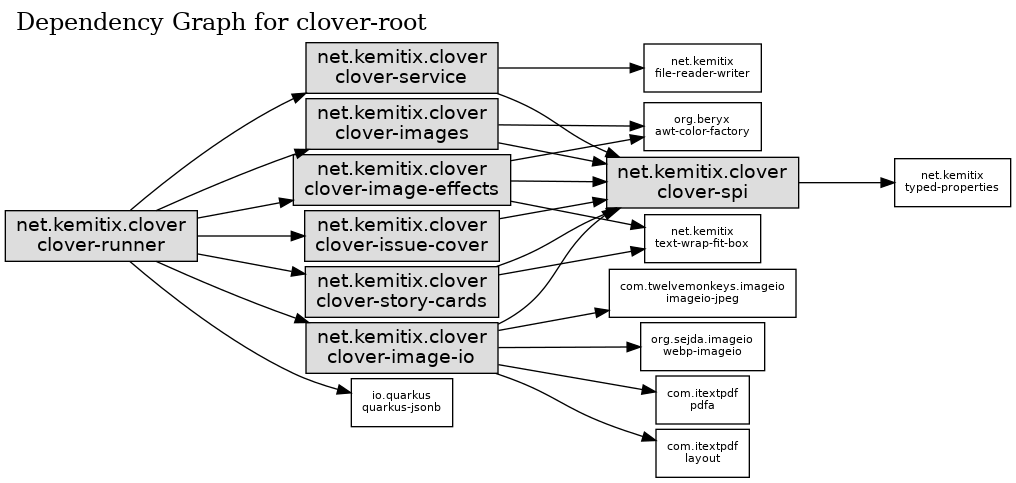 Dependency Graph for clover-root
net.kemitix.clover
clover-runner
net.kemitix.clover
clover-service
net.kemitix.clover
clover-images
net.kemitix.clover
clover-image-effects
net.kemitix.clover
clover-issue-cover
net.kemitix.clover
clover-story-cards
net.kemitix.clover
clover-image-io
io.quarkus
quarkus-jsonb
net.kemitix
file-reader-writer
org.beryx
awt-color-factory
net.kemitix.clover
clover-spi
net.kemitix
text-wrap-fit-box
com.twelvemonkeys.imageio
imageio-jpeg
org.sejda.imageio
webp-imageio
com.itextpdf
pdfa
com.itextpdf
layout
net.kemitix
typed-properties